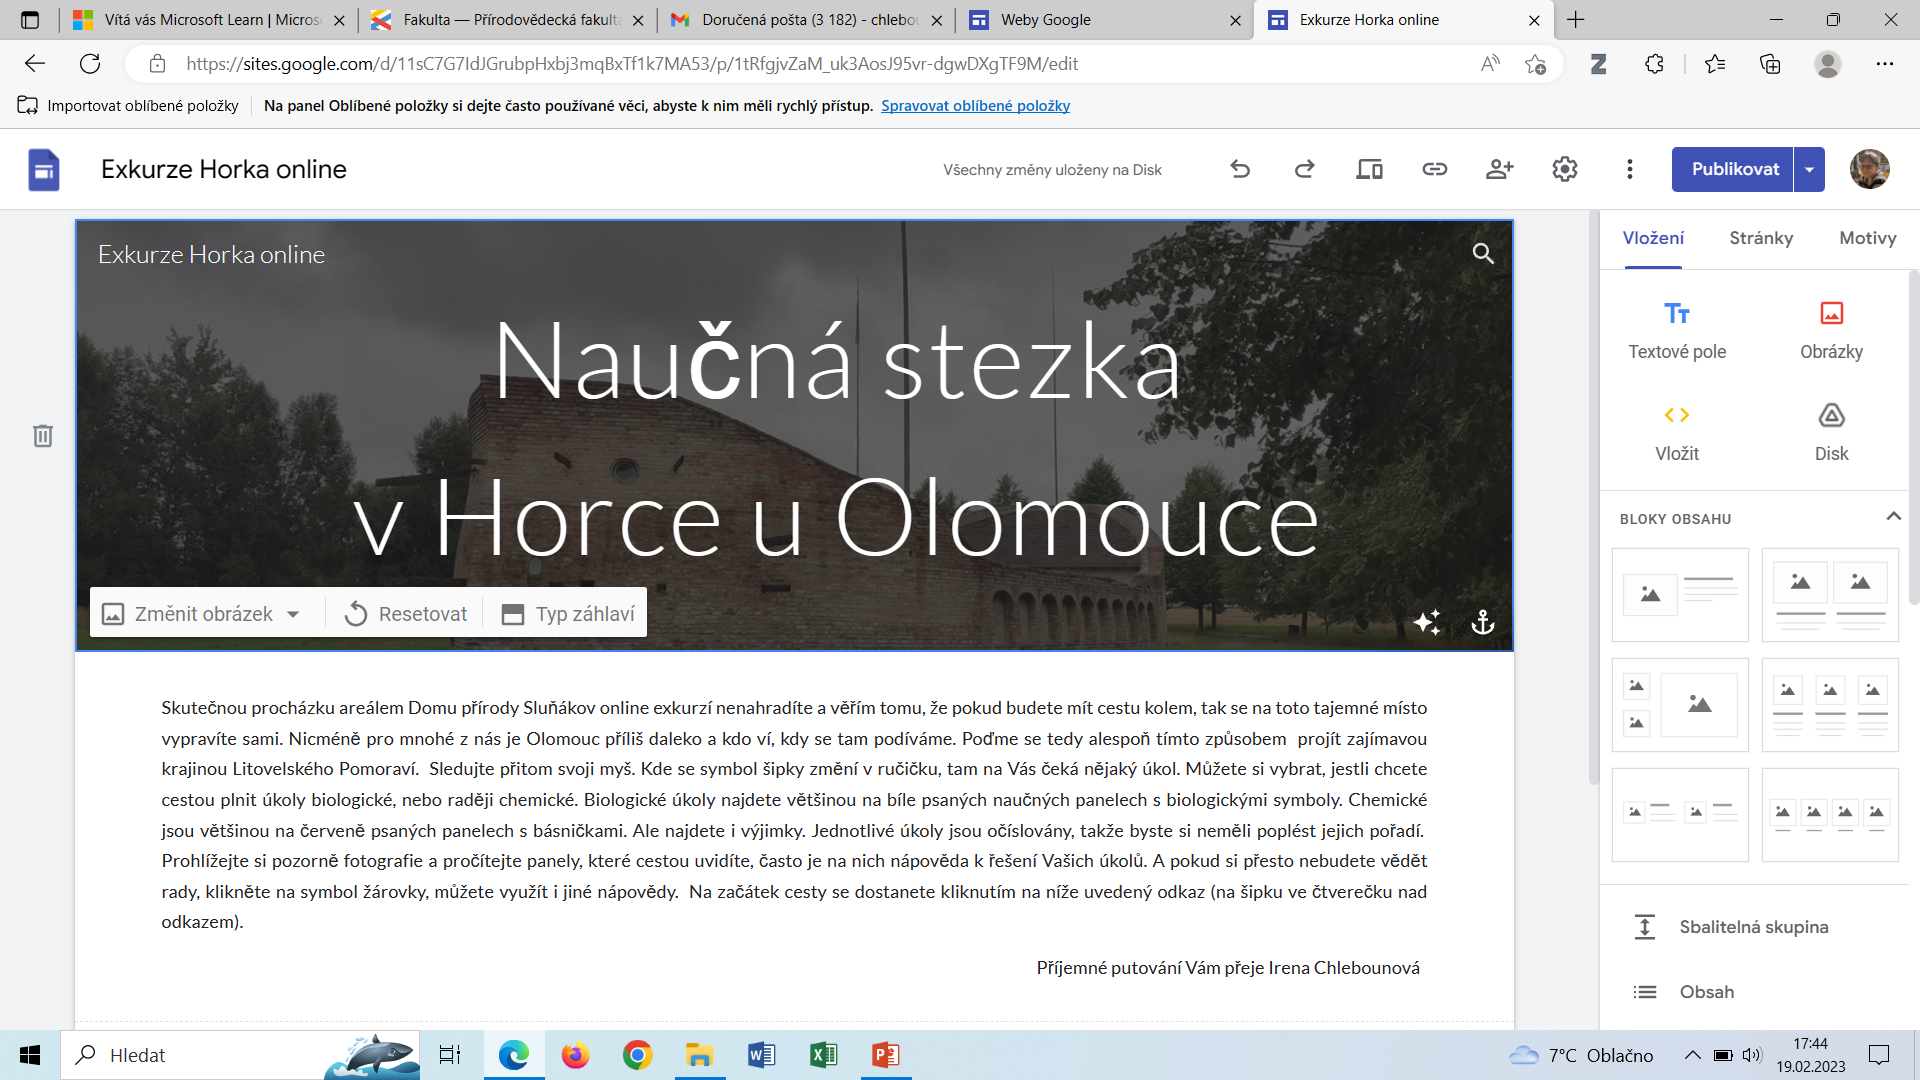 Vítá vás Microsoft Learn | Micros
Fakulta — Přírodovědecká fakult
Doručená pošta (3 182) - chlebou
Weby Google
Exkurze Horka online
https://sites.google.com/d/11sC7G7IdJGrubpHxbj3mqBxTf1k7MA53/p/1tRfgjvZaM_uk3AosJ95vr-dgwDXgTF9M/edit
Importovat oblíbené položky
Na panel Oblíbené položky si dejte často používané věci, abyste k nim měli rychlý přístup. Spravovat oblíbené položky
Exkurze Horka online
Všechny změny uloženy na Disk
Publikovat
Exkurze Horka online
Naučná stezka
v Horce u Olomouce
Změnit obrázek
Resetovat
Typ záhlaví
Skutečnou procházku areálem Domu přírody Sluňákov online exkurzí nenahradíte a věřím tomu, že pokud budete mít cestu kolem, tak se na toto tajemné místo
vypravíte sami. Nicméně pro mnohé z nás je Olomouc příliš daleko a kdo ví, kdy se tam podíváme. Poďme se tedy alespoň tímto způsobem projít zajímavou
krajinou Litovelského Pomoraví. Sledujte přitom svoji myš. Kde se symbol šipky změní v ručičku, tam na Vás čeká nějaký úkol. Můžete si vybrat, jestli chcete
cestou plnit úkoly biologické, nebo raději chemické. Biologické úkoly najdete většinou na bíle psaných naučných panelech s biologickými symboly. Chemické
jsou většinou na červeně psaných panelech s básničkami. Ale najdete i výjimky. Jednotlivé úkoly jsou očíslovány, takže byste si neměli poplést jejich pořadí.
Prohlížejte si pozorně fotografie a pročítejte panely, které cestou uvidíte, často je na nich nápověda k řešení Vašich úkolů. A pokud si přesto nebudete vědět
rady, klikněte na symbol žárovky, můžete využít i jiné nápovědy. Na začátek cesty se dostanete kliknutím na níže uvedený odkaz (na šipku ve čtverečku nad
odkazem).
Příjemné putování Vám přeje Irena Chlebounová
Vložení
Stránky
Motivy
Textové pole
Obrázky
Vložit
Disk
BLOKY OBSAHU
Sbalitelná skupina
Obsah
Hledat
7°C Oblačno
17:44
19.02.2023